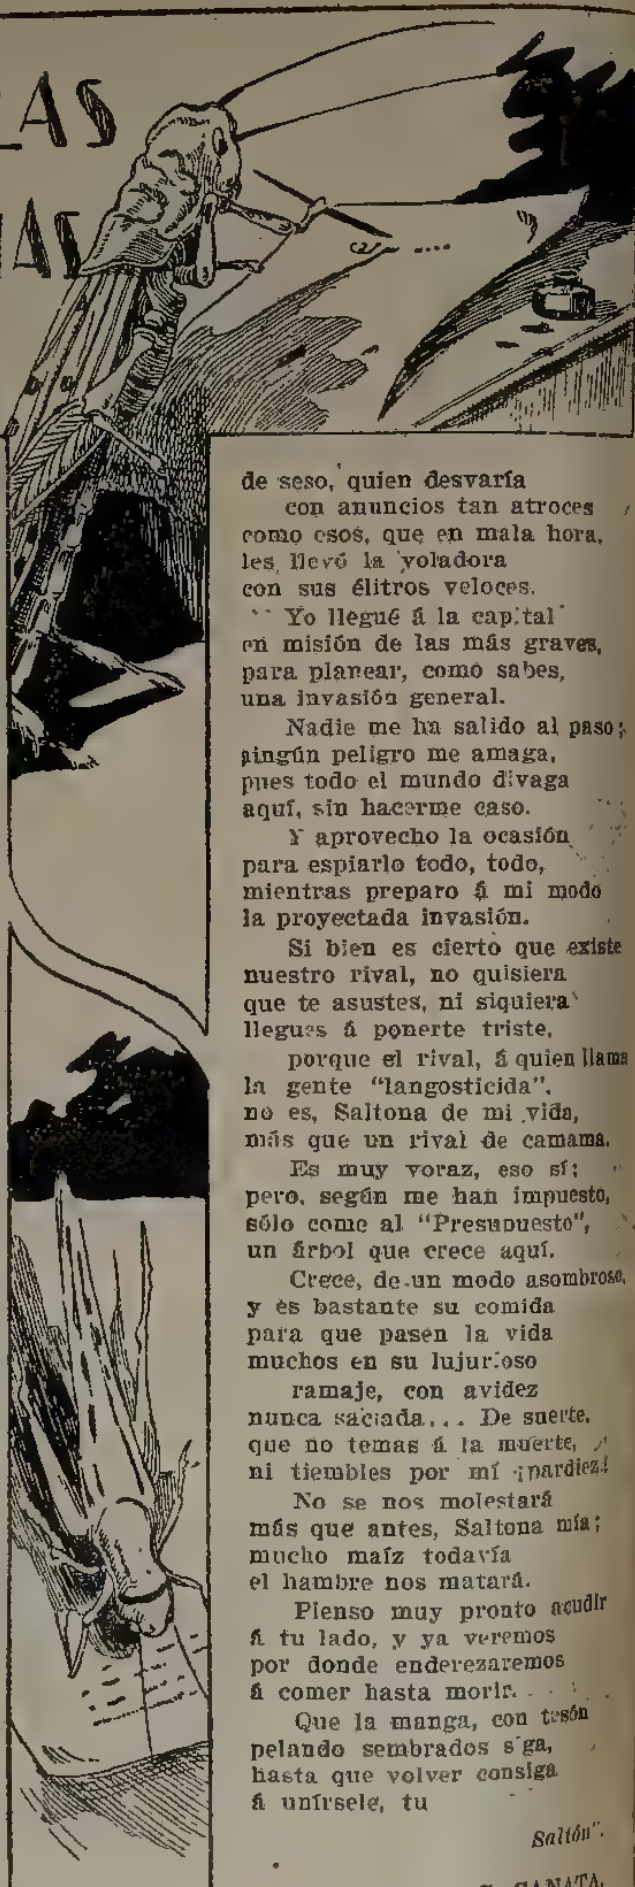 LAS
de seso, quien desvaría
con anuncios tan atroces
como esos, que en mala hora,
les llevó la voladora
con sus élitros veloces.
Yo llegué á la capital
en misión de las más graves,
para planear, como sabes,
una invasión general.
Nadie me ha salido al paso;
ningún peligro me amaga,
pues todo el mundo divaga
aquí, sin hacerme caso.
Y aprovecho la ocasión
para espiarlo todo, todo,
mientras preparo á mi modo
la proyectada invasión.
Si bien es cierto que existe
nuestro rival, no quisiera
que te asustes, ni siquiera
llegues á ponerte triste,
porque el rival, á quien llama
la gente "langosticida",
no es, Saltona de mi vida,
más que un rival de camama.
Es muy voraz, eso sí;
pero, según me han impuesto,
sólo come al "Presupuesto",
un árbol que crece aquí.
Crece, de un modo asombroso,
y es bastante su comida
para que pasen la vida
muchos en su lujurioso
ramaje, con avidez
nunca saciada... De suerte,
que no temas á la muerte,
ni tiembles por mí ¡pardiez!
No se nos molestará
más que antes, Saltona mía;
mucho maíz todavía
el hambre nos matará.
Pienso muy pronto acudir
á tu lado, y ya veremos
por donde enderezaremos
á comer hasta morir.
Que la manga, con tesón
pelando sembrados siga,
hasta que volver consiga
á unírsele, tu
Saltón".
SANATA.